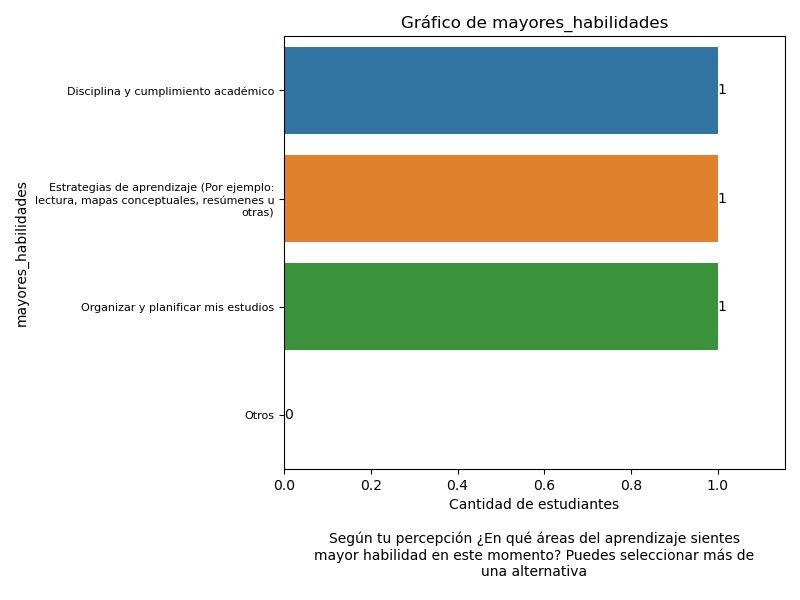 Gráfico de mayores_habilidades
mayores_habilidades
Disciplina y cumplimiento académico
1
Estrategias de aprendizaje (Por ejemplo:
lectura, mapas conceptuales, resúmenes u
otras)
1
Organizar y planificar mis estudios
1
Otros
0
0.0 0.2 0.4 0.6 0.8 1.0
Cantidad de estudiantes
Según tu percepción ¿En qué áreas del aprendizaje sientes
mayor habilidad en este momento? Puedes seleccionar más de
una alternativa